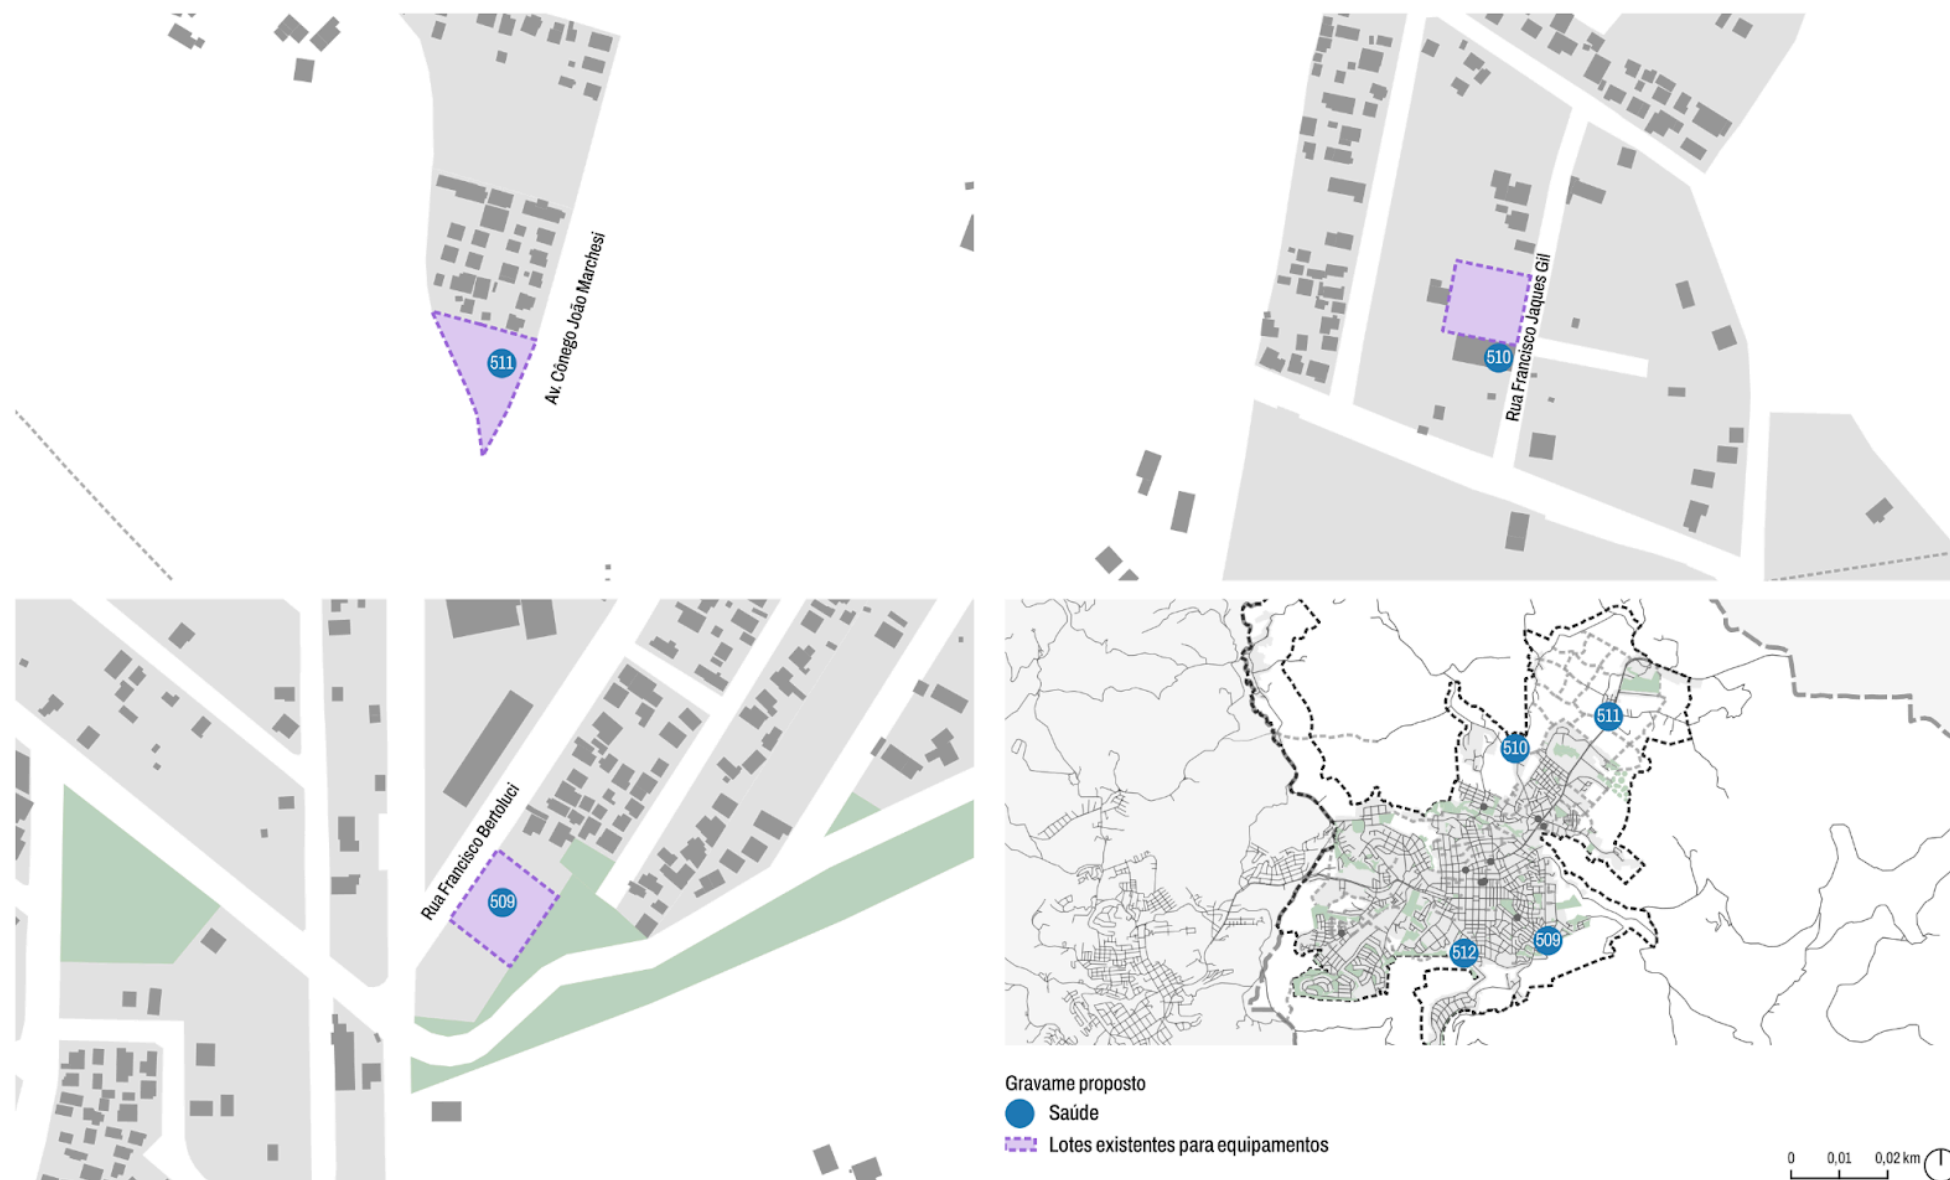 511
Av. Cônego João Marchesi
510
Rua Francisco Jaques Gil
Rua Francisco Bertoluci
509
511
510
512
509
Gravame proposto
Saúde
Lotes existentes para equipamentos
0 0,01 0,02 km